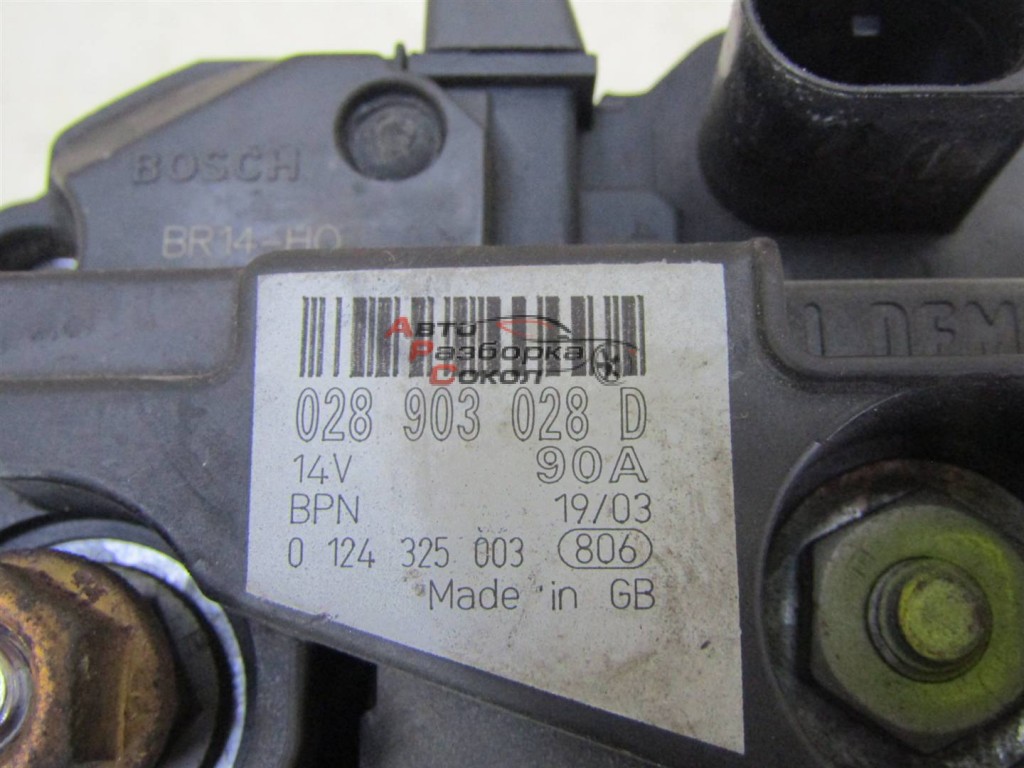 BOSCH
BR14-HO
АВТО
РАЗБОРКА
СОКОЛ
028 903 028 D
14V 90A
BPN 19/03
0 124 325 003 806
Made in GB